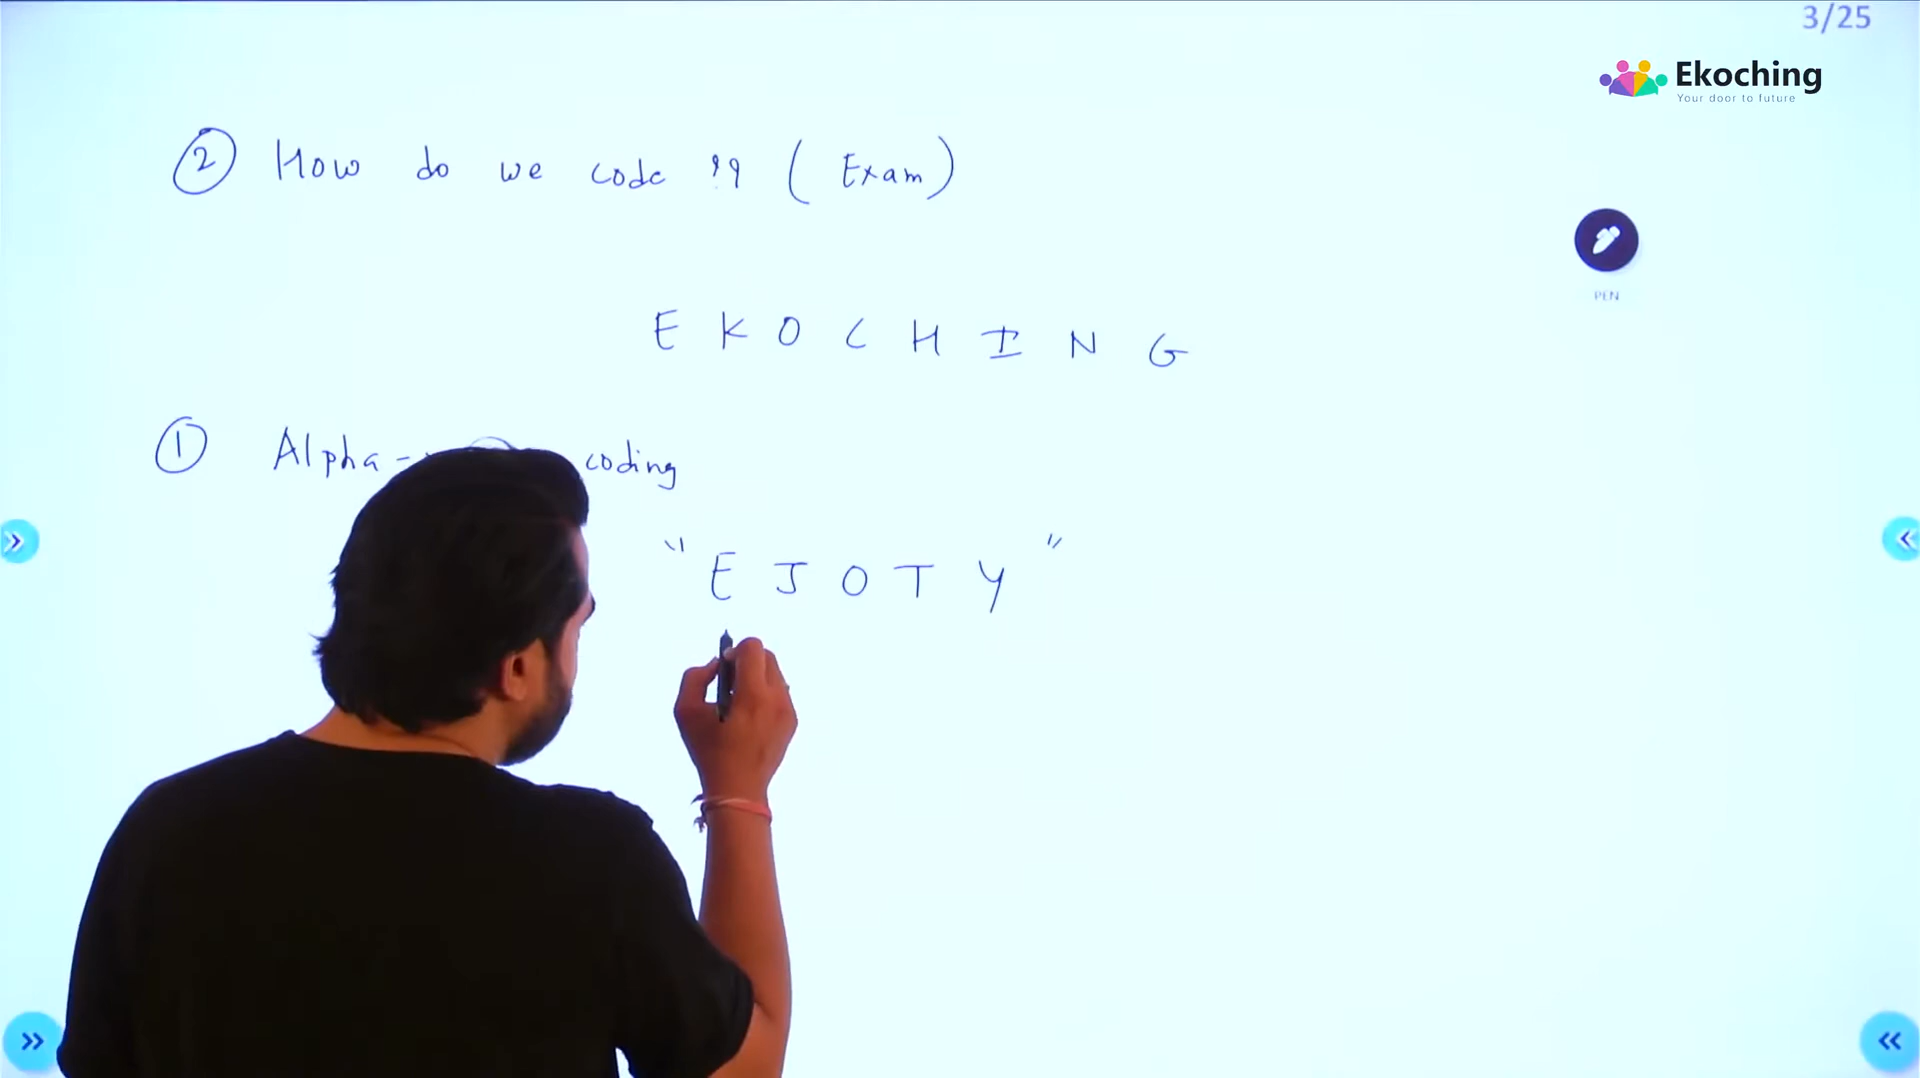 3/25
Ekoching
Your door to future
② How do we code ?? (Exam)
PEN
E K O C H I N G
① Alpha- coding
"E J O T Y"